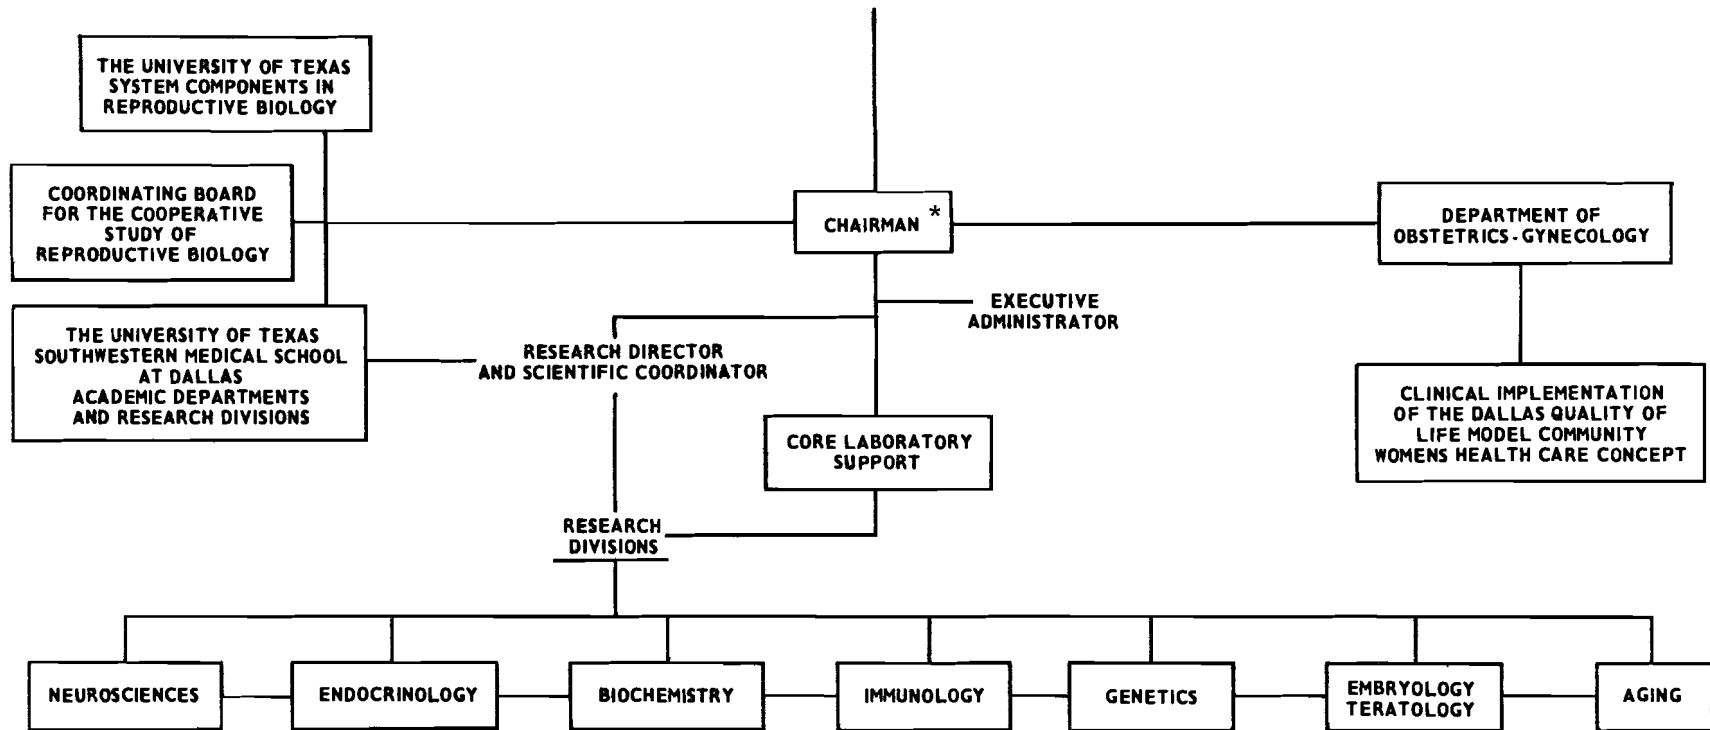 THE UNIVERSITY OF TEXAS
SYSTEM COMPONENTS IN
REPRODUCTIVE BIOLOGY
COORDINATING BOARD
FOR THE COOPERATIVE
STUDY OF
REPRODUCTIVE BIOLOGY
CHAIRMAN *
DEPARTMENT OF
OBSTETRICS-GYNECOLOGY
EXECUTIVE
ADMINISTRATOR
THE UNIVERSITY OF TEXAS
SOUTHWESTERN MEDICAL SCHOOL
AT DALLAS
ACADEMIC DEPARTMENTS
AND RESEARCH DIVISIONS
RESEARCH DIRECTOR
AND SCIENTIFIC COORDINATOR
CLINICAL IMPLEMENTATION
OF THE DALLAS QUALITY OF
LIFE MODEL COMMUNITY
WOMENS HEALTH CARE CONCEPT
CORE LABORATORY
SUPPORT
RESEARCH
DIVISIONS
NEUROSCIENCES
ENDOCRINOLOGY
BIOCHEMISTRY
IMMUNOLOGY
GENETICS
EMBRYOLOGY
TERATOLOGY
AGING